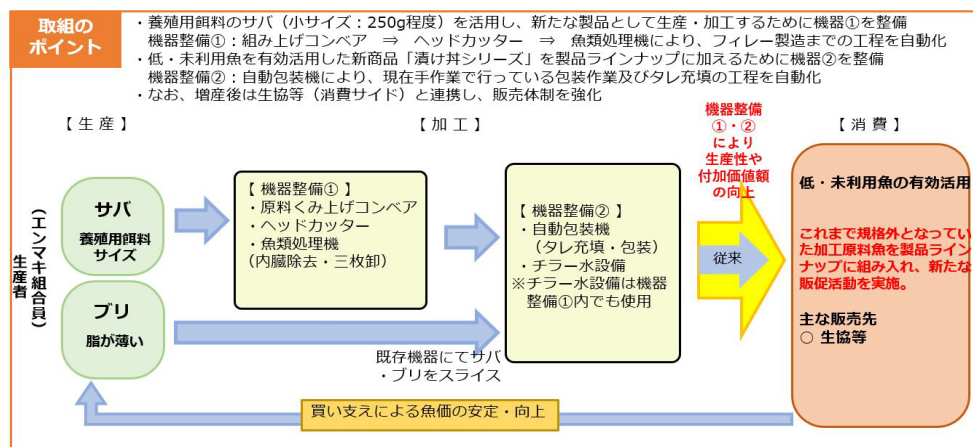 取組の
ポイント
・養殖用餌料のサバ（小サイズ：250g程度）を活用し、新たな製品として生産・加工するために機器①を整備
機器整備①：組み上げコンベア　⇒　ヘッドカッター　⇒　魚類処理機により、フィレー製造までの工程を自動化
・低・未利用魚を有効活用した新商品「漬け丼シリーズ」を製品ラインナップに加えるために機器②を整備
機器整備②：自動包装機により、現在手作業で行っている包装作業及びタレ充填の工程を自動化
・なお、増産後は生協等（消費サイド）と連携し、販売体制を強化
【 生 産 】
【 加 工 】
機器整備
①・②
により
生産性や
付加価値額
の向上
【 消 費 】
生産者
（エンマキ組合員）
サバ
養殖用餌料
サイズ
ブリ
脂が薄い
【 機器整備① 】
・原料くみ上げコンベア
・ヘッドカッター
・魚類処理機
（内臓除去・三枚卸）
【 機器整備② 】
・自動包装機
（タレ充填・包装）
・チラー水設備
※チラー水設備は機器
整備①内でも使用
従来
既存機器にてサバ
・ブリをスライス
低・未利用魚の有効活用
これまで規格外となってい
た加工原料魚を製品ライン
ナップに組み入れ、新たな
販促活動を実施。
主な販売先
○ 生協等
買い支えによる魚価の安定・向上